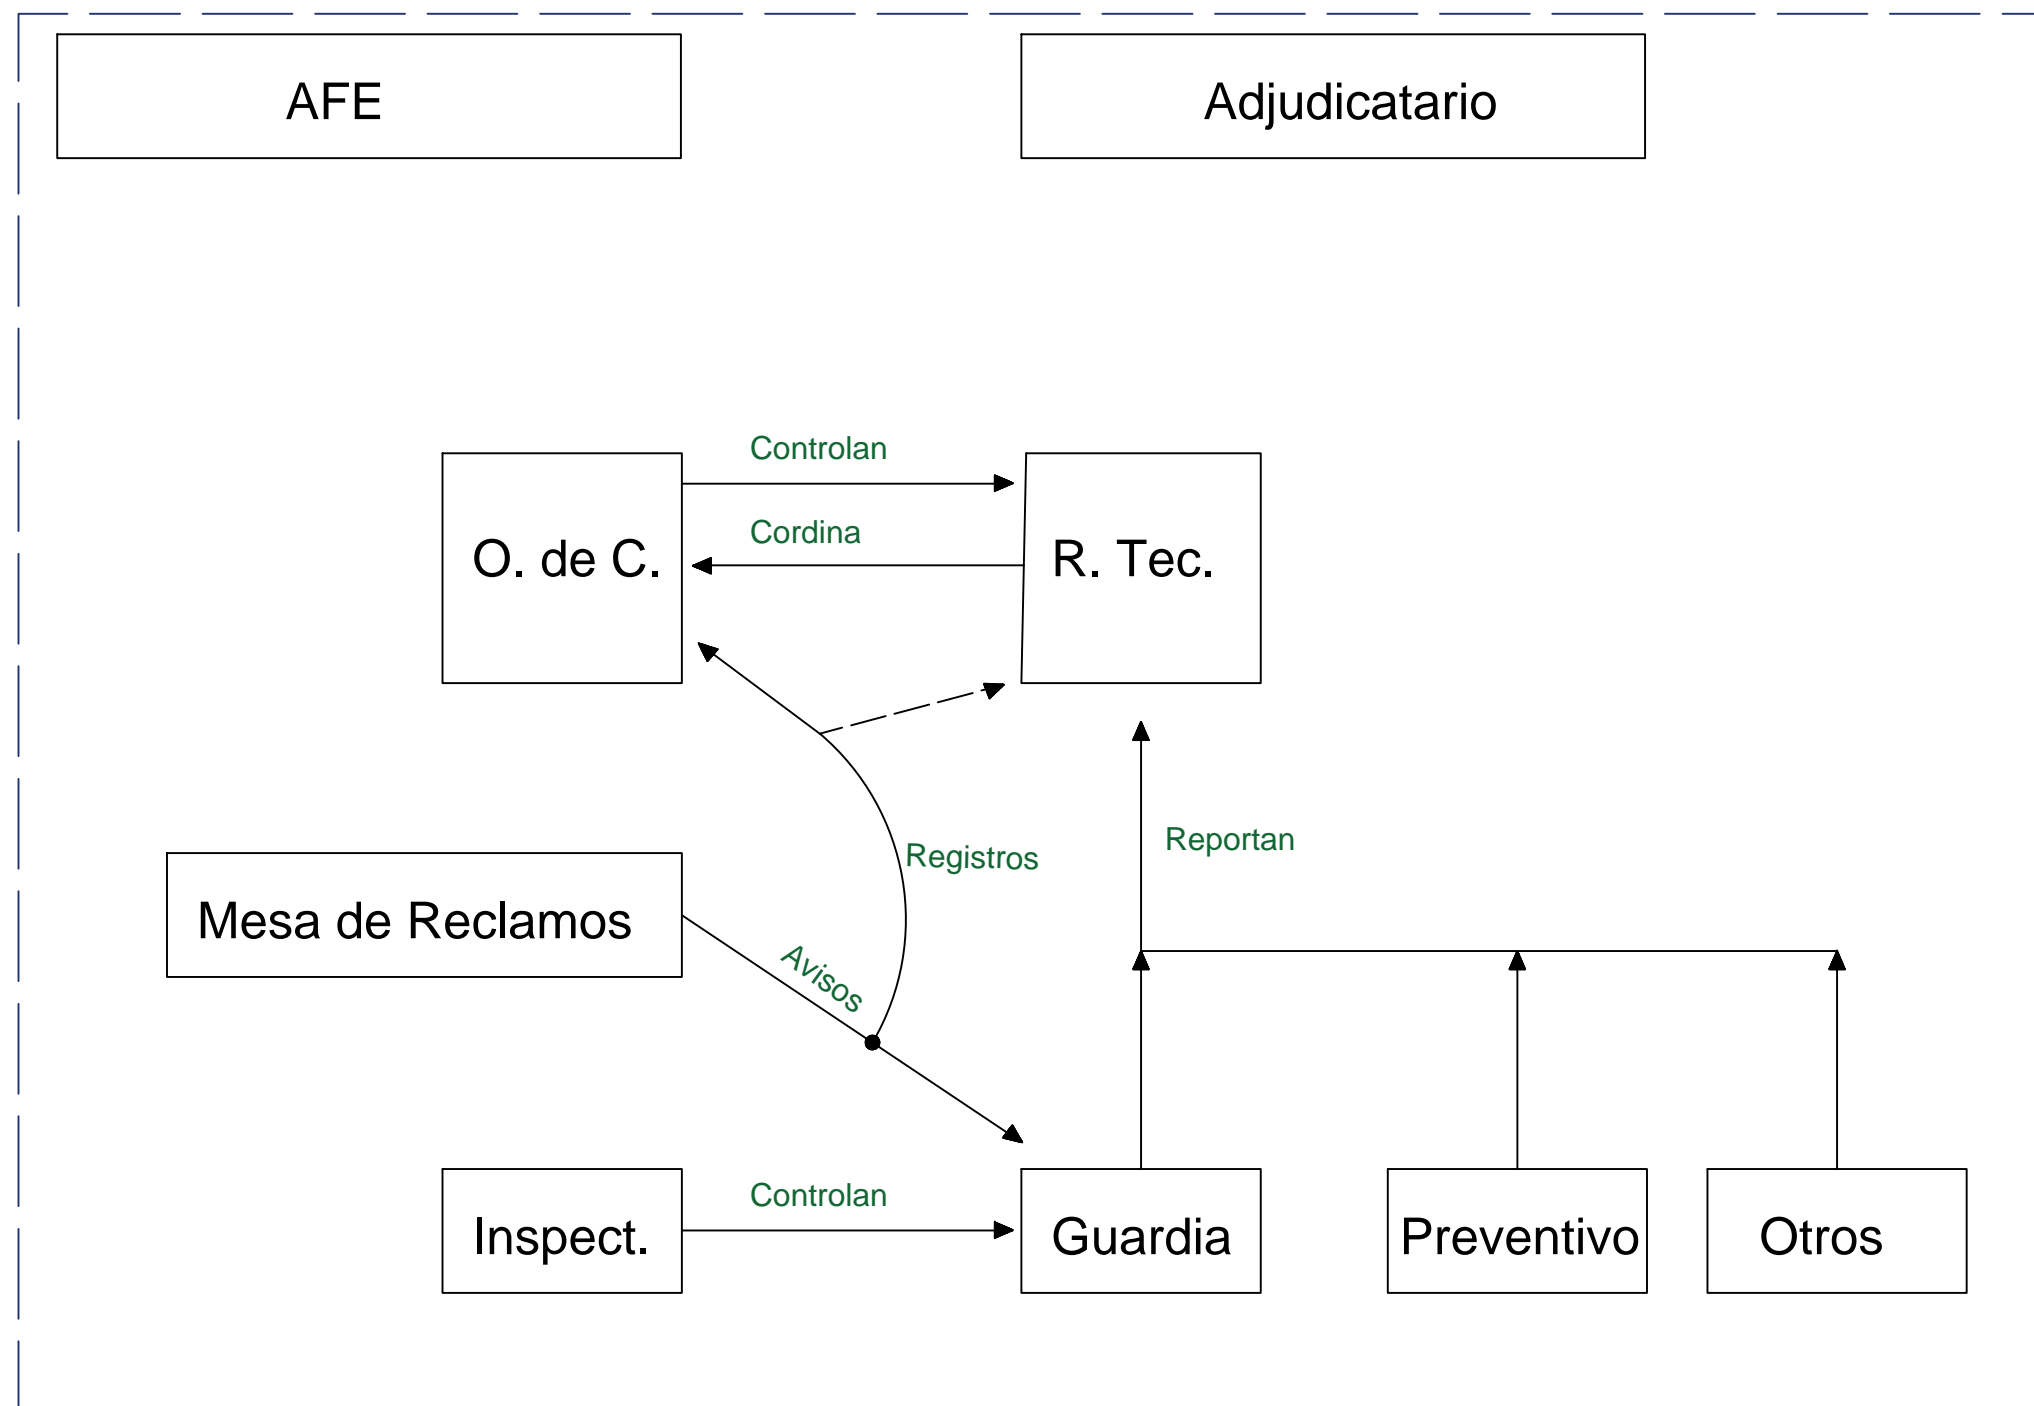 AFE
Adjudicatario
Controlan
O. de C.
Cordina
R. Tec.
Registros
Reportan
Mesa de Reclamos
Avisos
Inspect.
Controlan
Guardia
Preventivo
Otros